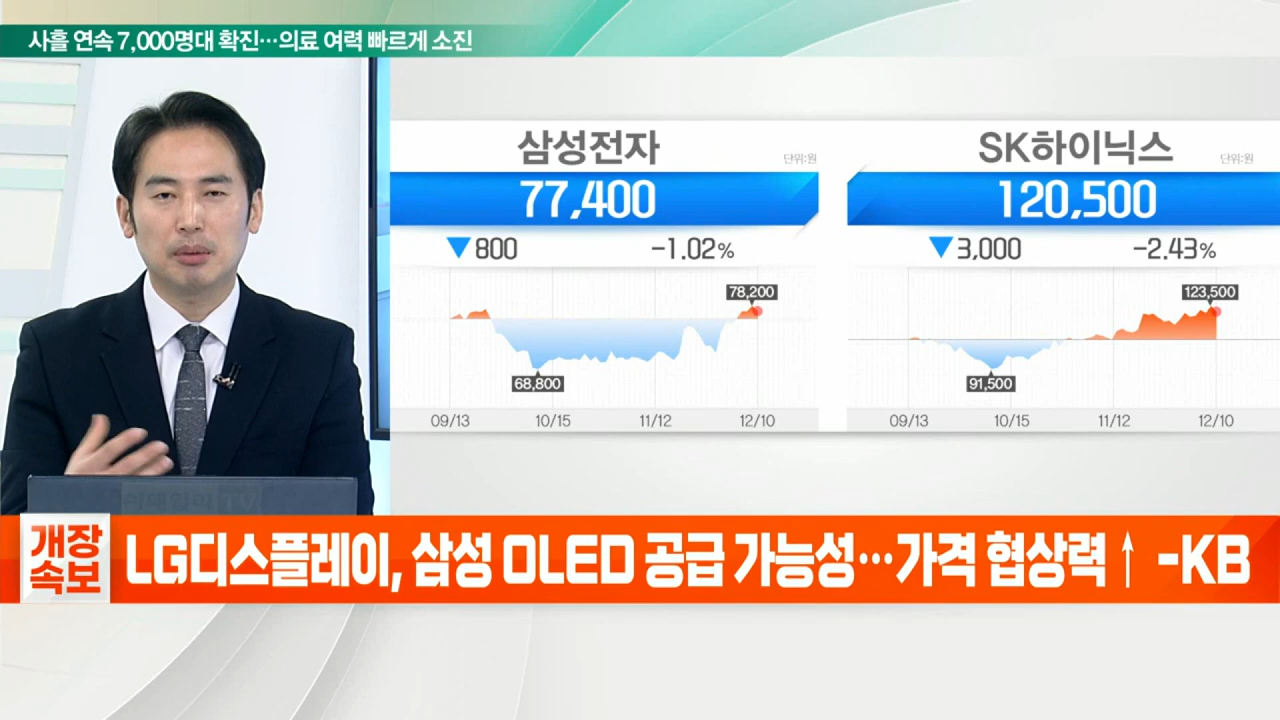 사흘 연속 7,000명대 확진…의료 여력 빠르게 소진
삼성전자
단위:원
77,400
▼800 -1.02%
78,200
68,800
09/13 10/15 11/12 12/10
SK하이닉스
단위:원
120,500
▼3,000 -2.43%
123,500
91,500
09/13 10/15 11/12 12/10
이데일리 TV
개장
속보
LG디스플레이, 삼성 OLED 공급 가능성…가격 협상력↑ -KB